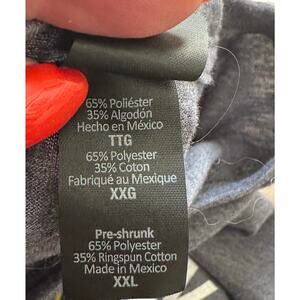 65% Poliéster
35% Algodón
Hecho en México
TTG
65% Polyester
35% Coton
Fabriqué au Mexique
XXG
Pre-shrunk
65% Polyester
35% Ringspun Cotton
Made in Mexico
XXL